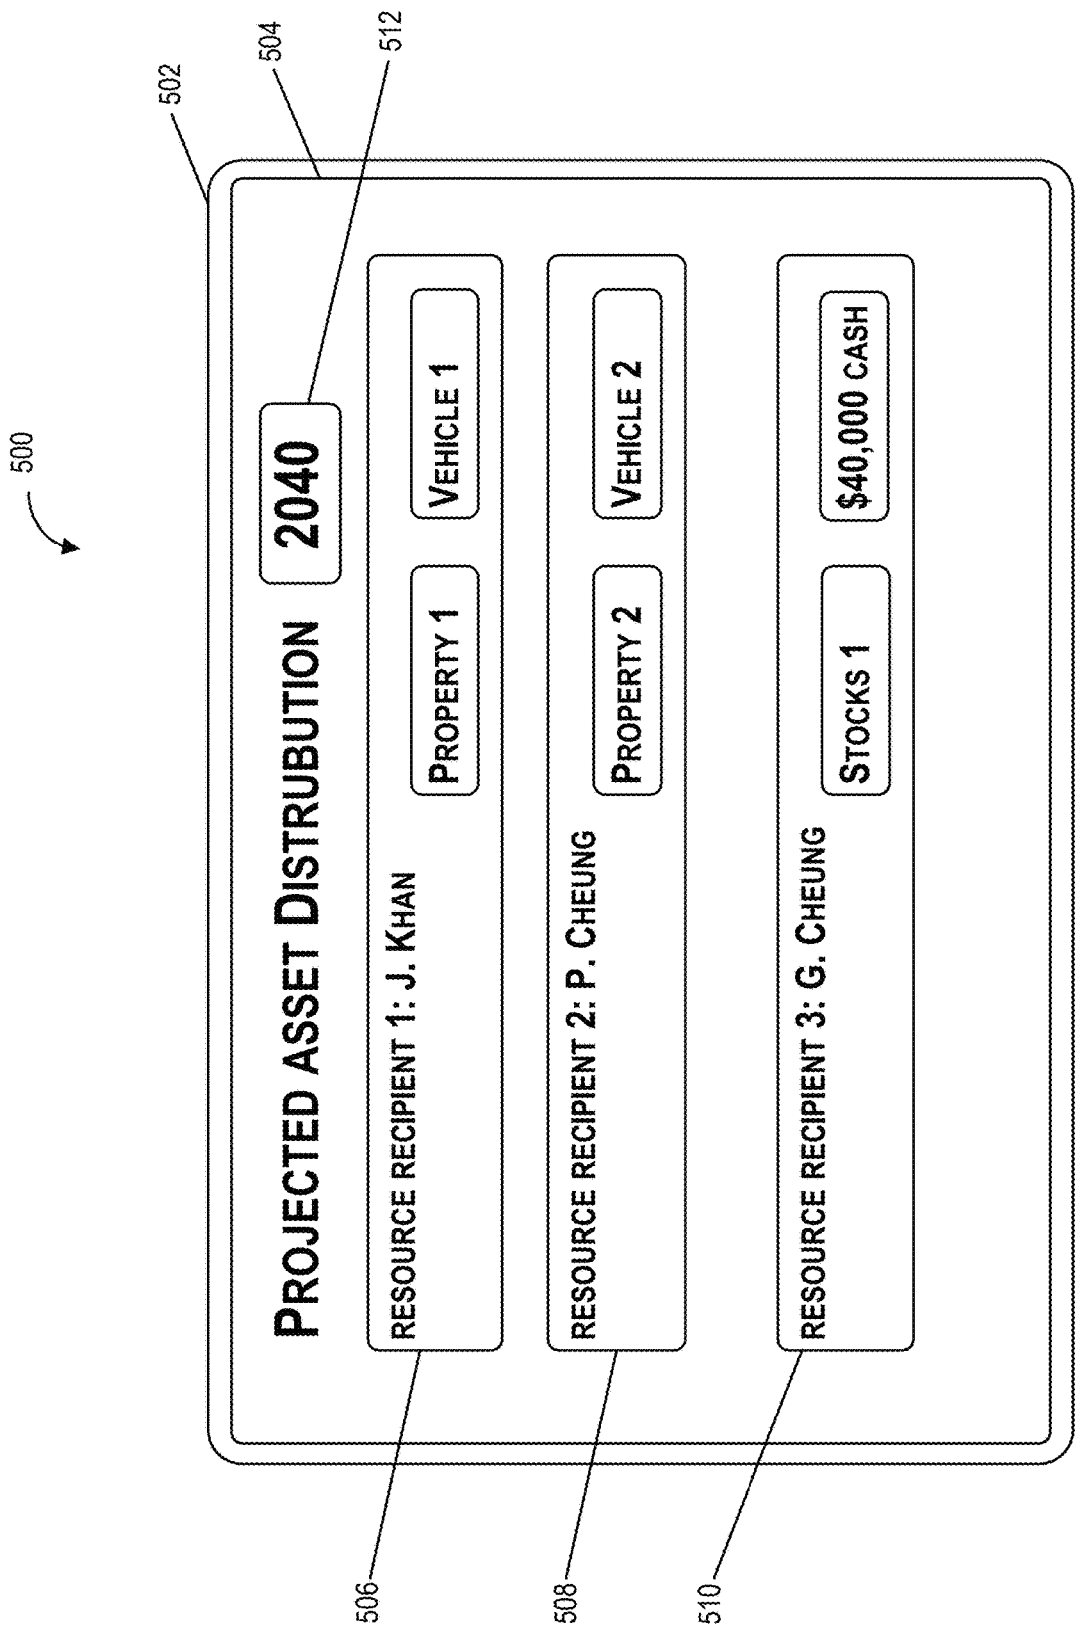 500
502
504
512
PROJECTED ASSET DISTRUBUTION 2040
RESOURCE RECIPIENT 1: J. KHAN
PROPERTY 1 VEHICLE 1
506
RESOURCE RECIPIENT 2: P. CHEUNG
PROPERTY 2 VEHICLE 2
508
RESOURCE RECIPIENT 3: G. CHEUNG
STOCKS 1 $40,000 CASH
510